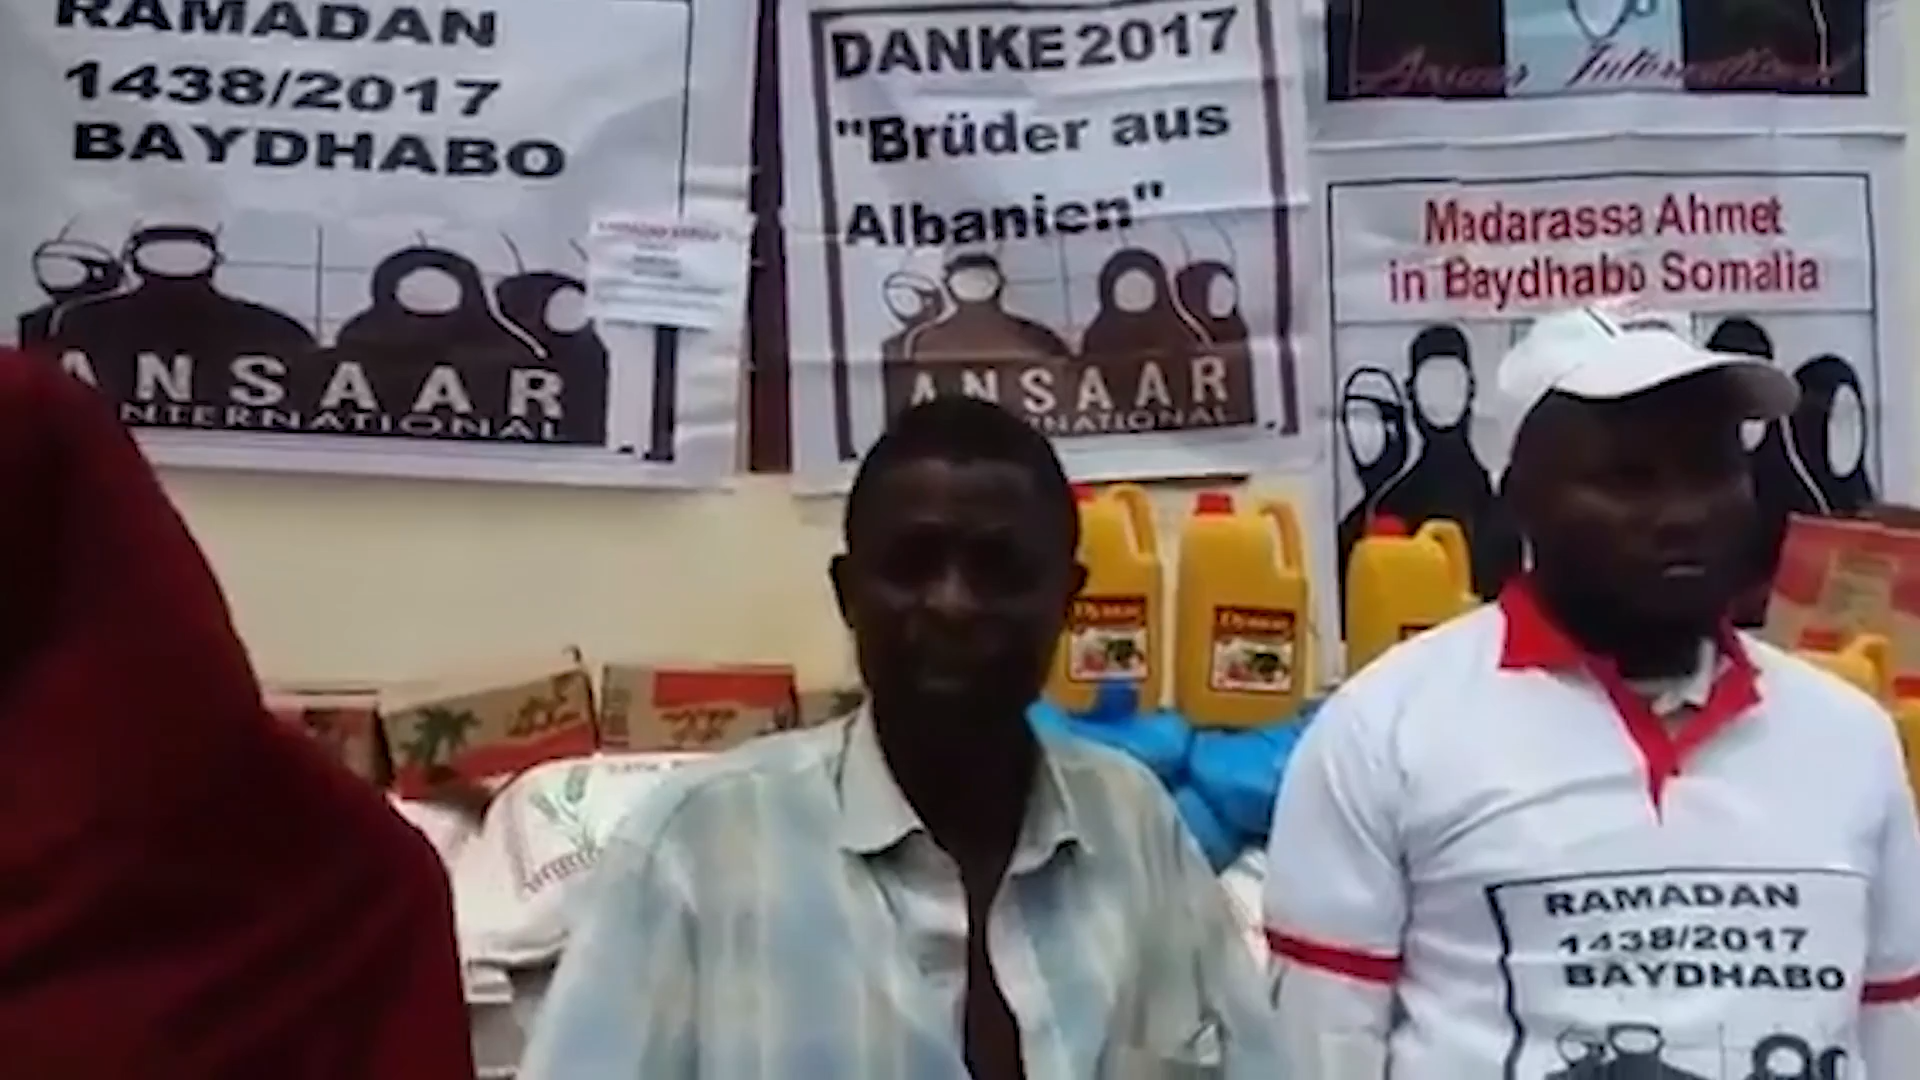 RAMADAN
1438/2017
BAYDHABO
ANSAAR
INTERNATIONAL
DANKE 2017
"Brüder aus
Albanien"
ANSAAR
NATIONAL
International
Madarassa Ahmet
in Baydhabo Somalia
RAMADAN
1438/2017
BAYDHABO